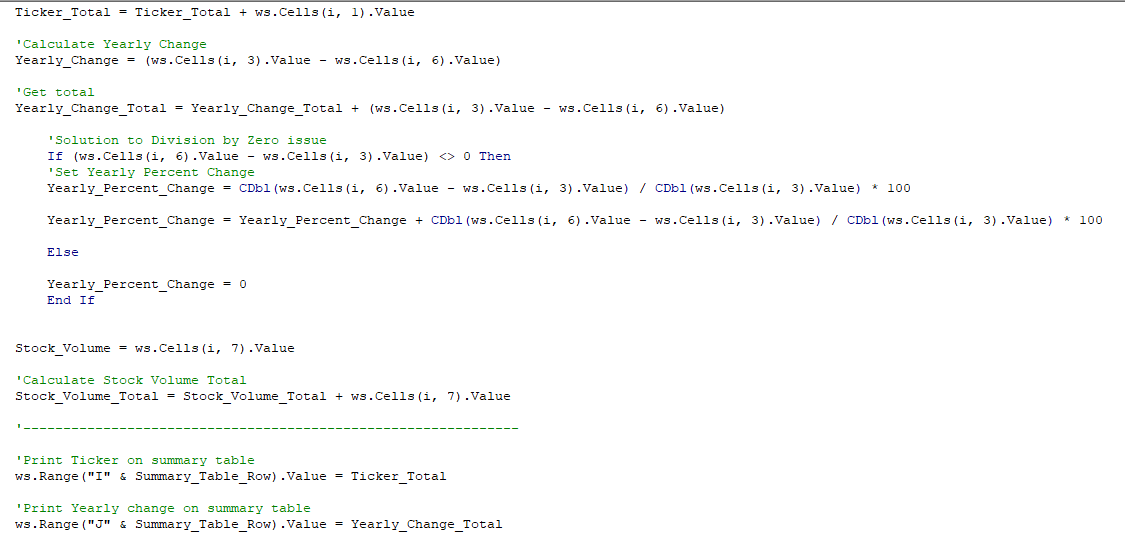 Ticker_Total = Ticker_Total + ws.Cells(i, 1).Value
'Calculate Yearly Change
Yearly_Change = (ws.Cells(i, 3).Value - ws.Cells(i, 6).Value)
'Get total
Yearly_Change_Total = Yearly_Change_Total + (ws.Cells(i, 3).Value - ws.Cells(i, 6).Value)
'Solution to Division by Zero issue
If (ws.Cells(i, 6).Value - ws.Cells(i, 3).Value) <> 0 Then
'Set Yearly Percent Change
Yearly_Percent_Change = CDbl(ws.Cells(i, 6).Value - ws.Cells(i, 3).Value) / CDbl(ws.Cells(i, 3).Value) * 100
Yearly_Percent_Change = Yearly_Percent_Change + CDbl(ws.Cells(i, 6).Value - ws.Cells(i, 3).Value) / CDbl(ws.Cells(i, 3).Value) * 100
Else
Yearly_Percent_Change = 0
End If
Stock_Volume = ws.Cells(i, 7).Value
'Calculate Stock Volume Total
Stock_Volume_Total = Stock_Volume_Total + ws.Cells(i, 7).Value
'--------------------------------------------------------------
'Print Ticker on summary table
ws.Range("I" & Summary_Table_Row).Value = Ticker_Total
'Print Yearly change on summary table
ws.Range("J" & Summary_Table_Row).Value = Yearly_Change_Total